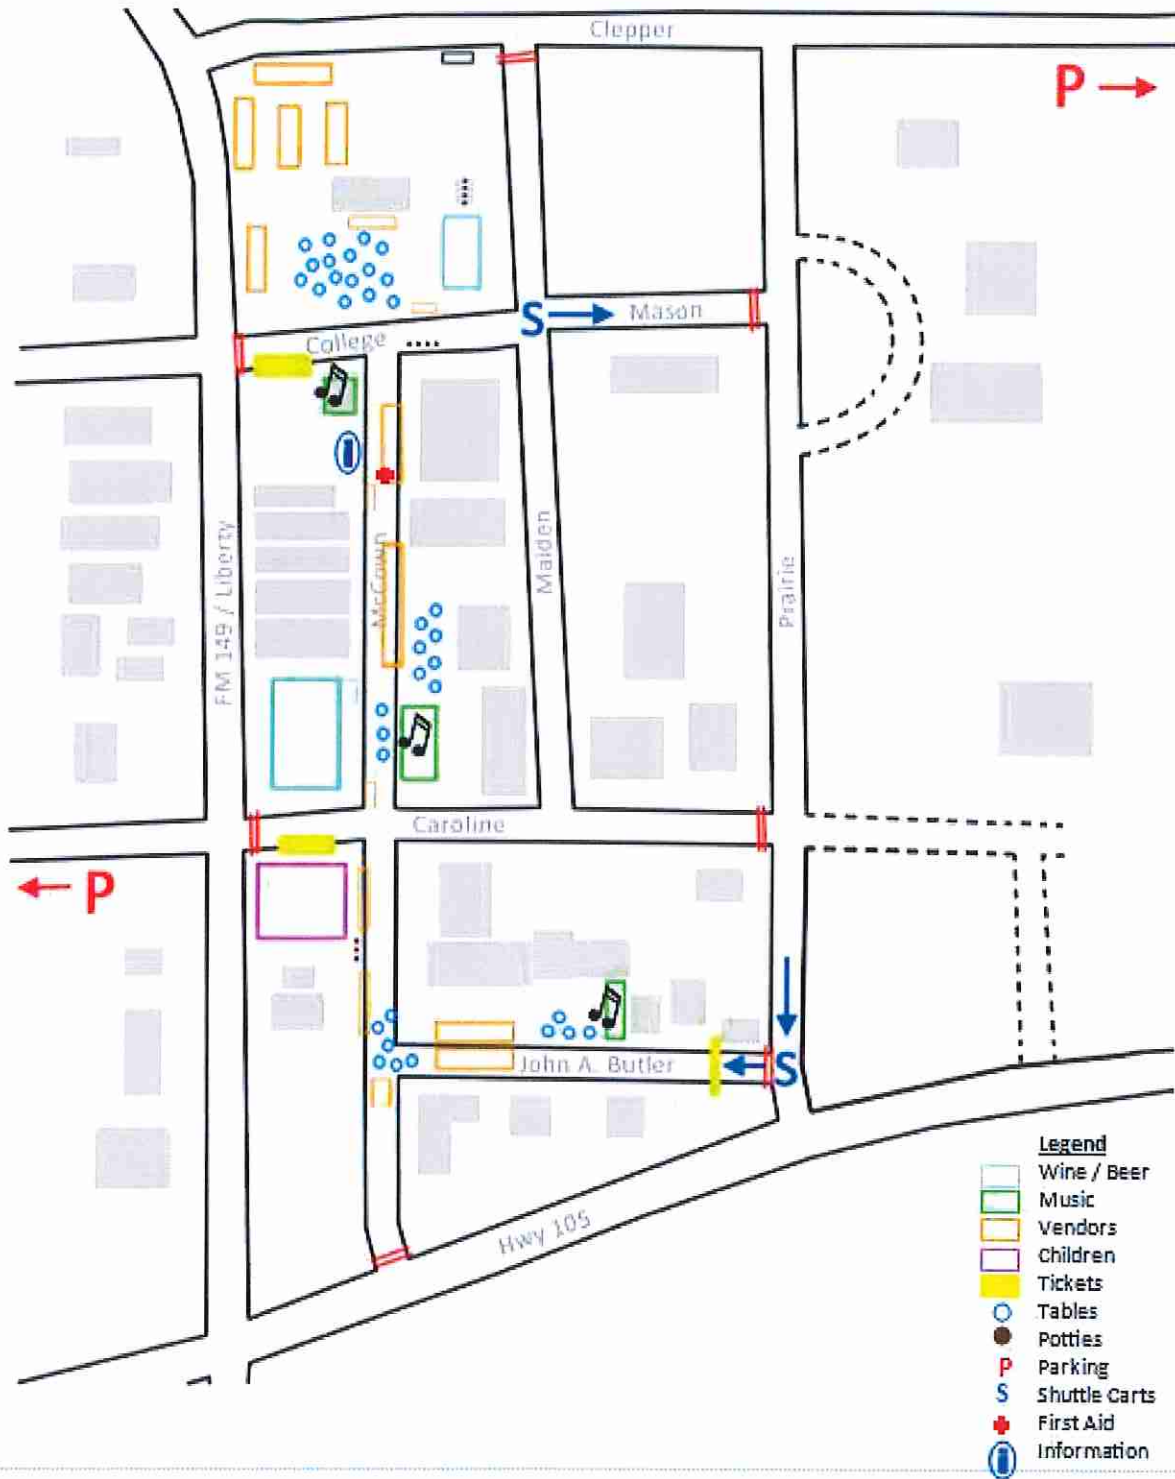 Clepper
P
S
Mason
College
FM 149 / Liberty
McCown
Maiden
Prairie
Caroline
P
John A. Butler
S
Hwy 105
Legend
Wine / Beer
Music
Vendors
Children
Tickets
Tables
Potties
P Parking
S Shuttle Carts
First Aid
Information